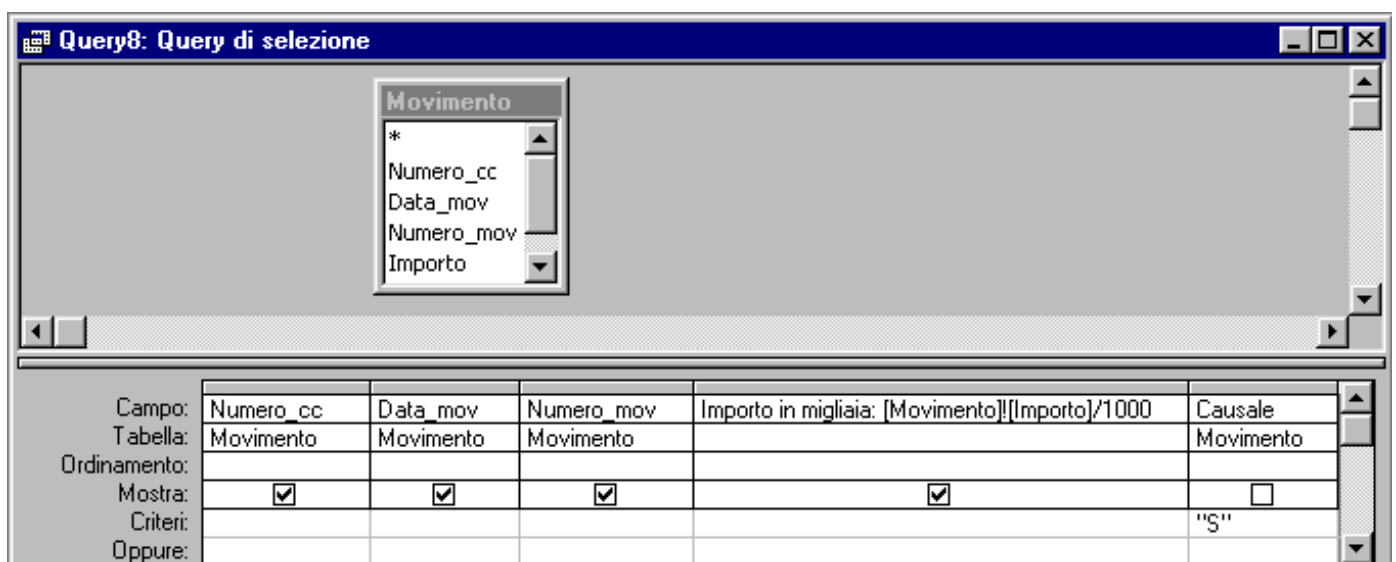 Query8: Query di selezione
Movimento
*
Numero_cc
Data_mov
Numero_mov
Importo
Campo: Numero_cc Data_mov Numero_mov Importo in migliaia: [Movimento]![Importo]/1000 Causale
Tabella: Movimento Movimento Movimento Movimento
Ordinamento:
Mostra:
Criteri: "S"
Oppure: